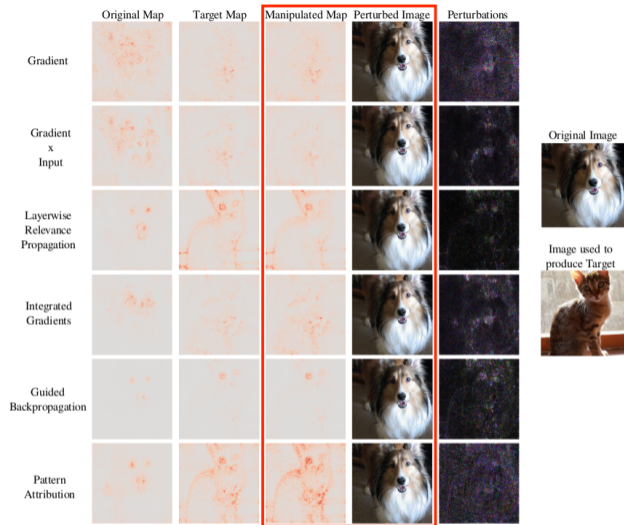 Original Map
Target Map
Manipulated Map
Perturbed Image
Perturbations
Gradient
Gradient
x
Input
Layerwise
Relevance
Propagation
Integrated
Gradients
Guided
Backpropagation
Pattern
Attribution
Original Image
Image used to
produce Target